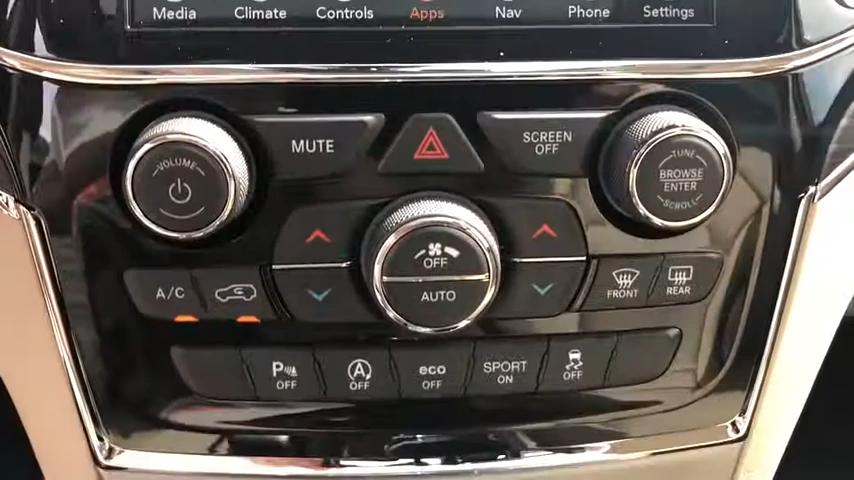 Media Climate Controls Apps Nav Phone Settings
VOLUME
MUTE
SCREEN
OFF
TUNE
BROWSE
ENTER
SCROLL
OFF
AUTO
A/C
FRONT
REAR
P OFF
A OFF
eco
OFF
SPORT
ON
OFF